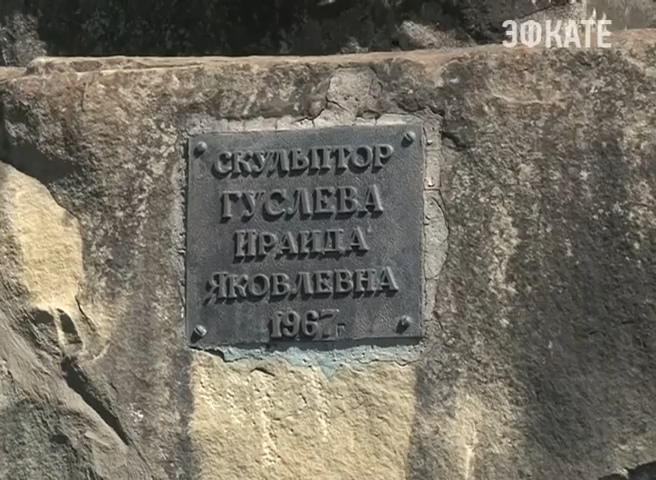 ЭФКАТЕ
СКУЛЬПТОР
ГУСЛЕВА
ИРАИДА
ЯКОВЛЕВНА
1967г.